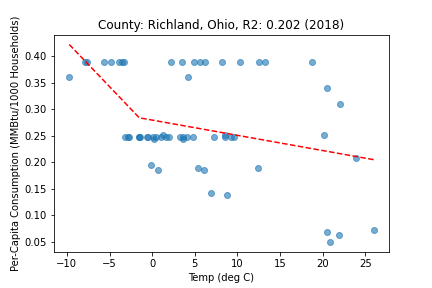 County: Richland, Ohio, R2: 0.202 (2018)
Per-Capita Consumption (MMBtu/1000 Households)
0.40
0.35
0.30
0.25
0.20
0.15
0.10
0.05
−10 −5 0 5 10 15 20 25
Temp (deg C)